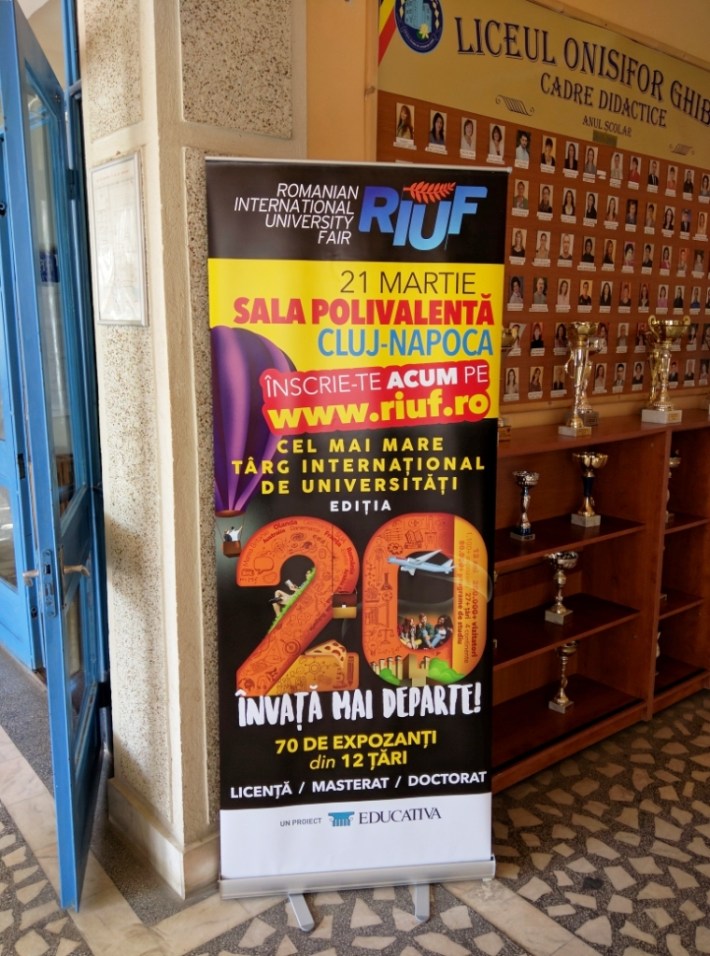 LICEUL ONISIFOR GHIB
CADRE DIDACTICE
ANUL ȘCOLAR
ROMANIAN
INTERNATIONAL
UNIVERSITY
FAIR
RIUF
21 MARTIE
SALA POLIVALENTĂ
CLUJ-NAPOCA
ÎNSCRIE-TE ACUM PE
www.riuf.ro
CEL MAI MARE
TÂRG INTERNAȚIONAL
DE UNIVERSITĂȚI
EDIȚIA
20
ÎNVAȚĂ MAI DEPARTE!
70 DE EXPOZANȚI
din 12 ȚĂRI
LICENȚĂ / MASTERAT / DOCTORAT
UN PROIECT EDUCATIVA